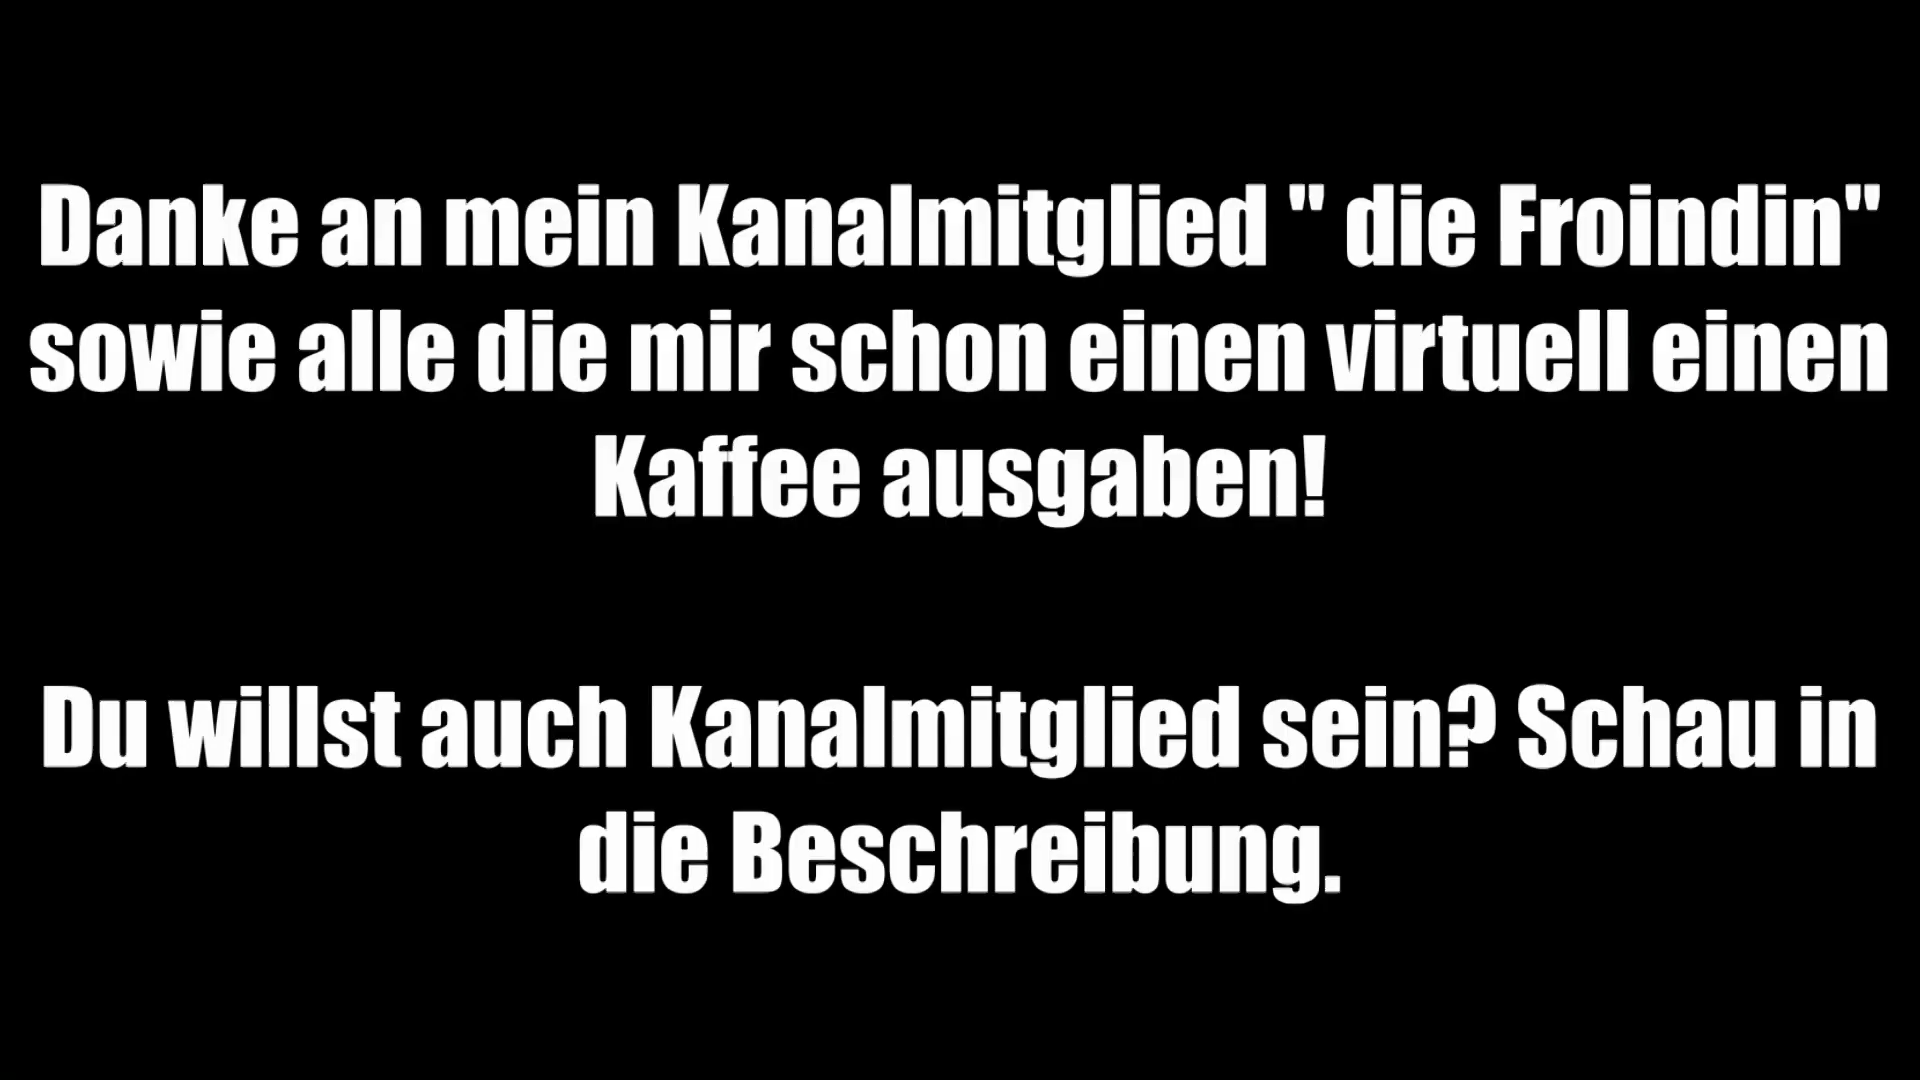 Danke an mein Kanalmitglied " die Froindin"
sowie alle die mir schon einen virtuell einen
Kaffee ausgaben!
Du willst auch Kanalmitglied sein? Schau in
die Beschreibung.